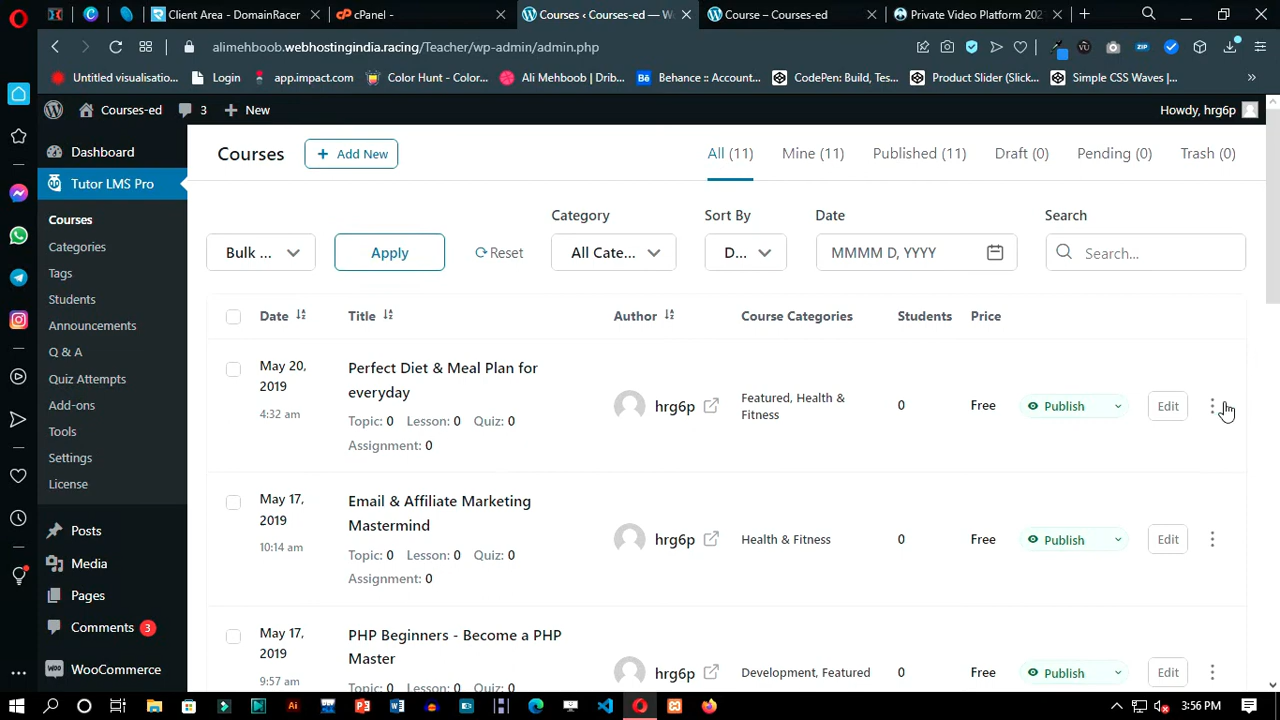 Client Area - DomainRacer
cPanel -
Courses ‹ Courses-ed — W
Course – Courses-ed
Private Video Platform 202
alimehboob.webhostingindia.racing/Teacher/wp-admin/admin.php
Untitled visualisatio...
Login
app.impact.com
Color Hunt - Color...
Ali Mehboob | Drib...
Behance :: Account...
CodePen: Build, Tes...
Product Slider (Slick...
Simple CSS Waves |...
Courses-ed
3
New
Howdy, hrg6p
Dashboard
Tutor LMS Pro
Courses
Categories
Tags
Students
Announcements
Q & A
Quiz Attempts
Add-ons
Tools
Settings
License
Posts
Media
Pages
Comments 3
WooCommerce
Courses
+ Add New
All (11)
Mine (11)
Published (11)
Draft (0)
Pending (0)
Trash (0)
Category
Sort By
Date
Search
Bulk ...
Apply
Reset
All Cate...
D...
MMMM D, YYYY
Search...
Date
Title
Author
Course Categories
Students
Price
May 20,
2019
4:32 am
Perfect Diet & Meal Plan for
everyday
Topic: 0 Lesson: 0 Quiz: 0
Assignment: 0
hrg6p
Featured, Health &
Fitness
0
Free
Publish
Edit
May 17,
2019
10:14 am
Email & Affiliate Marketing
Mastermind
Topic: 0 Lesson: 0 Quiz: 0
Assignment: 0
hrg6p
Health & Fitness
0
Free
Publish
Edit
May 17,
2019
9:57 am
PHP Beginners - Become a PHP
Master
Topic: 0 Lesson: 0 Quiz: 0
hrg6p
Development, Featured
0
Free
Publish
Edit
3:56 PM